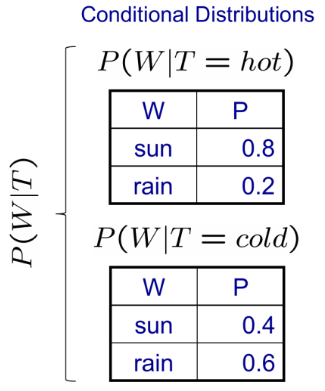 Conditional Distributions
P(W|T = hot)
W P
sun 0.8
rain 0.2
P(W|T)
P(W|T = cold)
W P
sun 0.4
rain 0.6